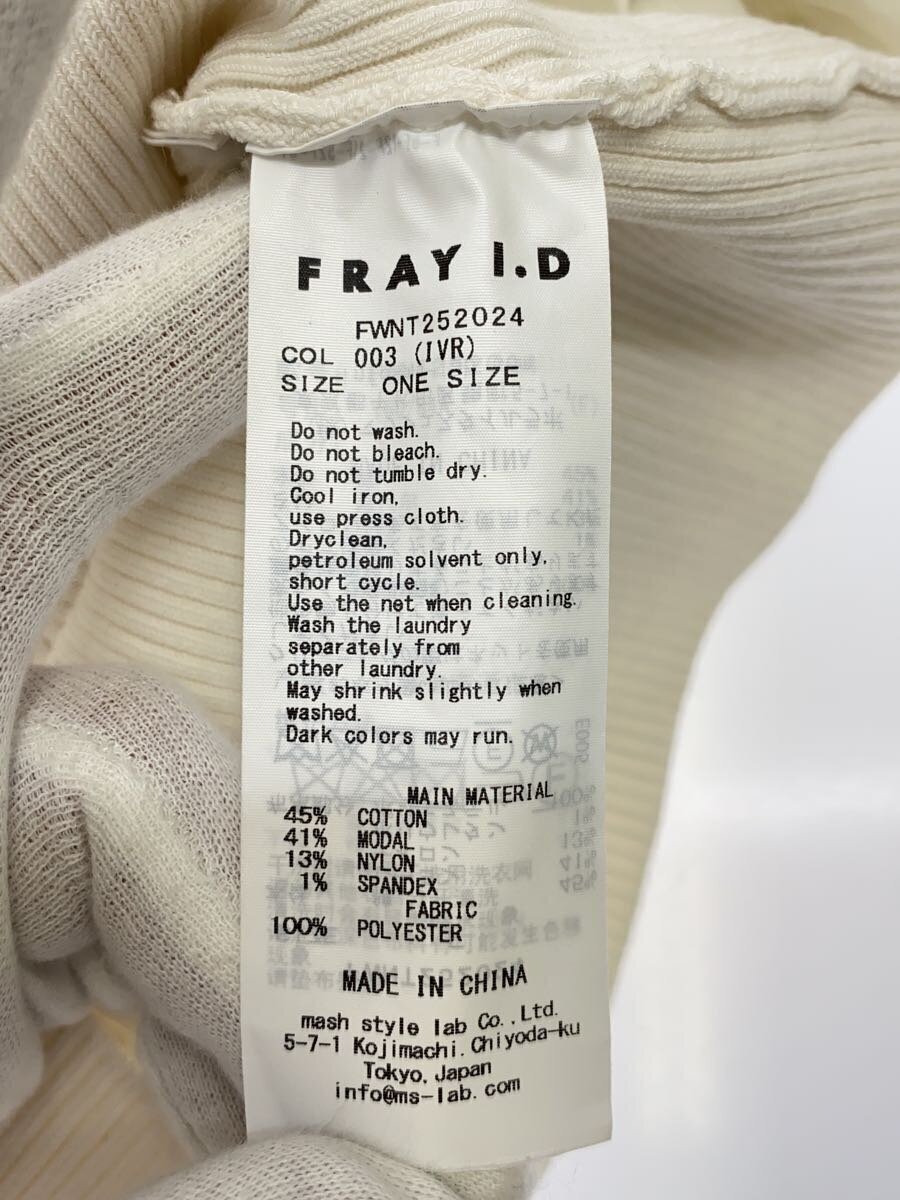 FRAY I.D
FWNT252024
COL 003 (IVR)
SIZE ONE SIZE
Do not wash.
Do not bleach.
Do not tumble dry.
Cool iron,
use press cloth.
Dryclean,
petroleum solvent only,
short cycle.
Use the net when cleaning.
Wash the laundry
separately from
other laundry.
May shrink slightly when
washed.
Dark colors may run.
MAIN MATERIAL
45% COTTON
41% MODAL
13% NYLON
1% SPANDEX
FABRIC
100% POLYESTER
MADE IN CHINA
mash style lab Co.,Ltd.
5-7-1 Kojimachi.Chiyoda-ku
Tokyo, Japan
info@ms-lab.com